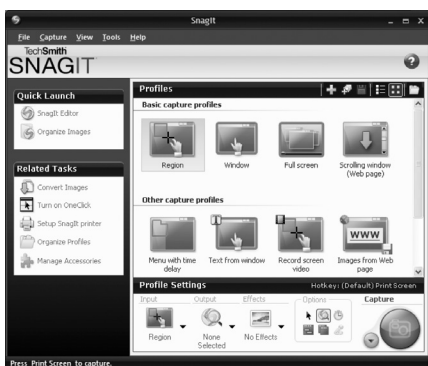 SnagIt
File Capture View Tools Help
TechSmith
SNAGIT
Quick Launch
SnagIt Editor
Organize Images
Related Tasks
Convert Images
Turn on OneClick
Setup SnagIt printer
Organize Profiles
Manage Accessories
Profiles
Basic capture profiles
Region
Window
Full screen
Scrolling window
(Web page)
Other capture profiles
Menu with time
delay
Text from window
Record screen
video
WWW
Images from Web
page
Profile Settings
Hotkey: (Default) Print Screen
Input
Output
Effects
Options
Capture
Region
None
Selected
No Effects
Press Print Screen to capture.